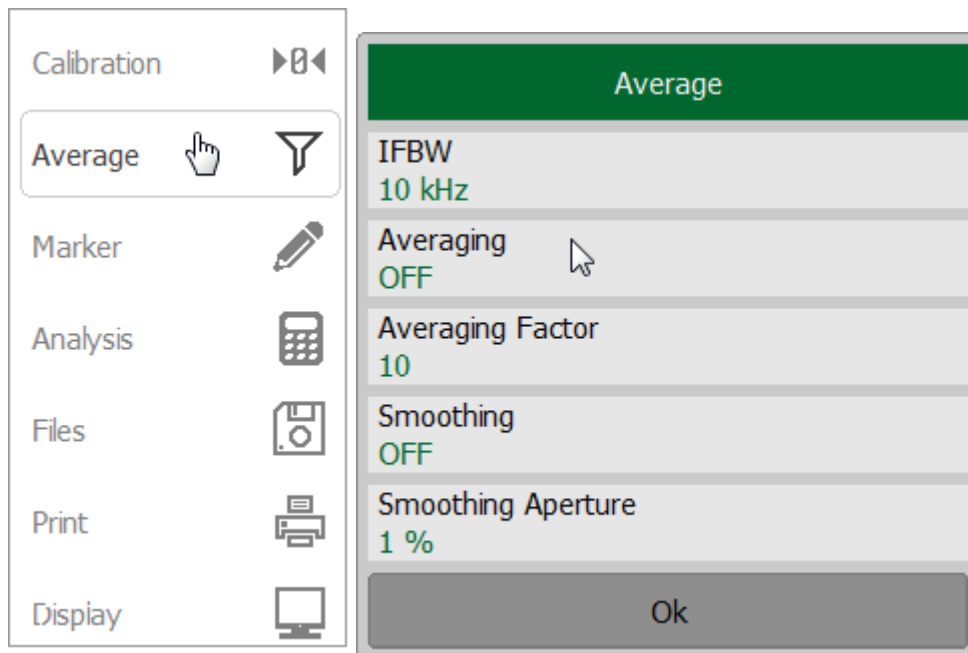 Calibration
Average
Marker
Analysis
Files
Print
Display
Average
IFBW
10 kHz
Averaging
OFF
Averaging Factor
10
Smoothing
OFF
Smoothing Aperture
1 %
Ok